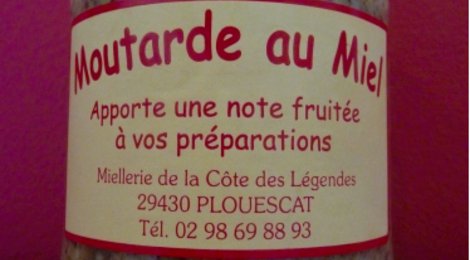 Moutarde au Miel
Apporte une note fruitée
à vos préparations
Miellerie de la Côte des Légendes
29430 PLOUESCAT
Tél. 02 98 69 88 93